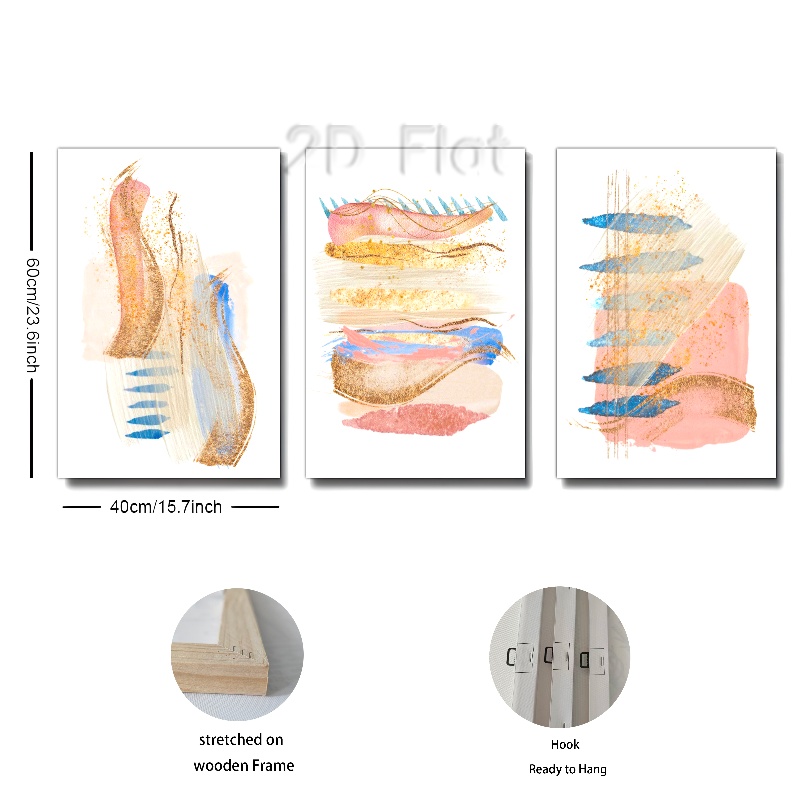 2D Flat
60cm/23.6inch
40cm/15.7inch
stretched on
wooden Frame
Hook
Ready to Hang